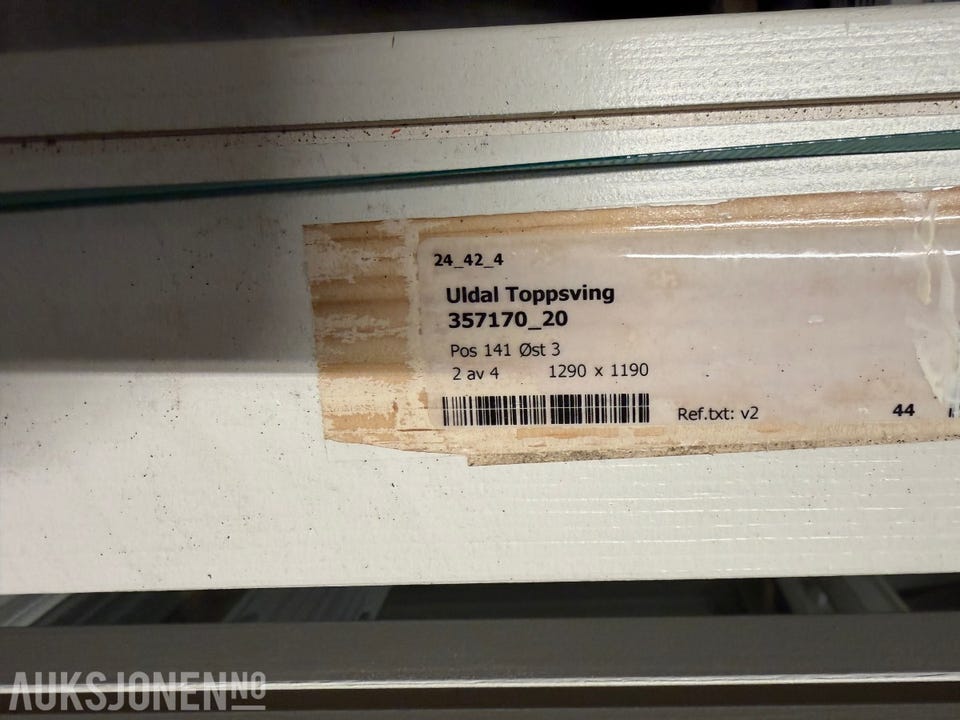 24_42_4
Uldal Toppsving
357170_20
Pos 141 Øst 3
2 av 4 1290 x 1190
Ref.txt: v2 44
AUKSJONEN.NO